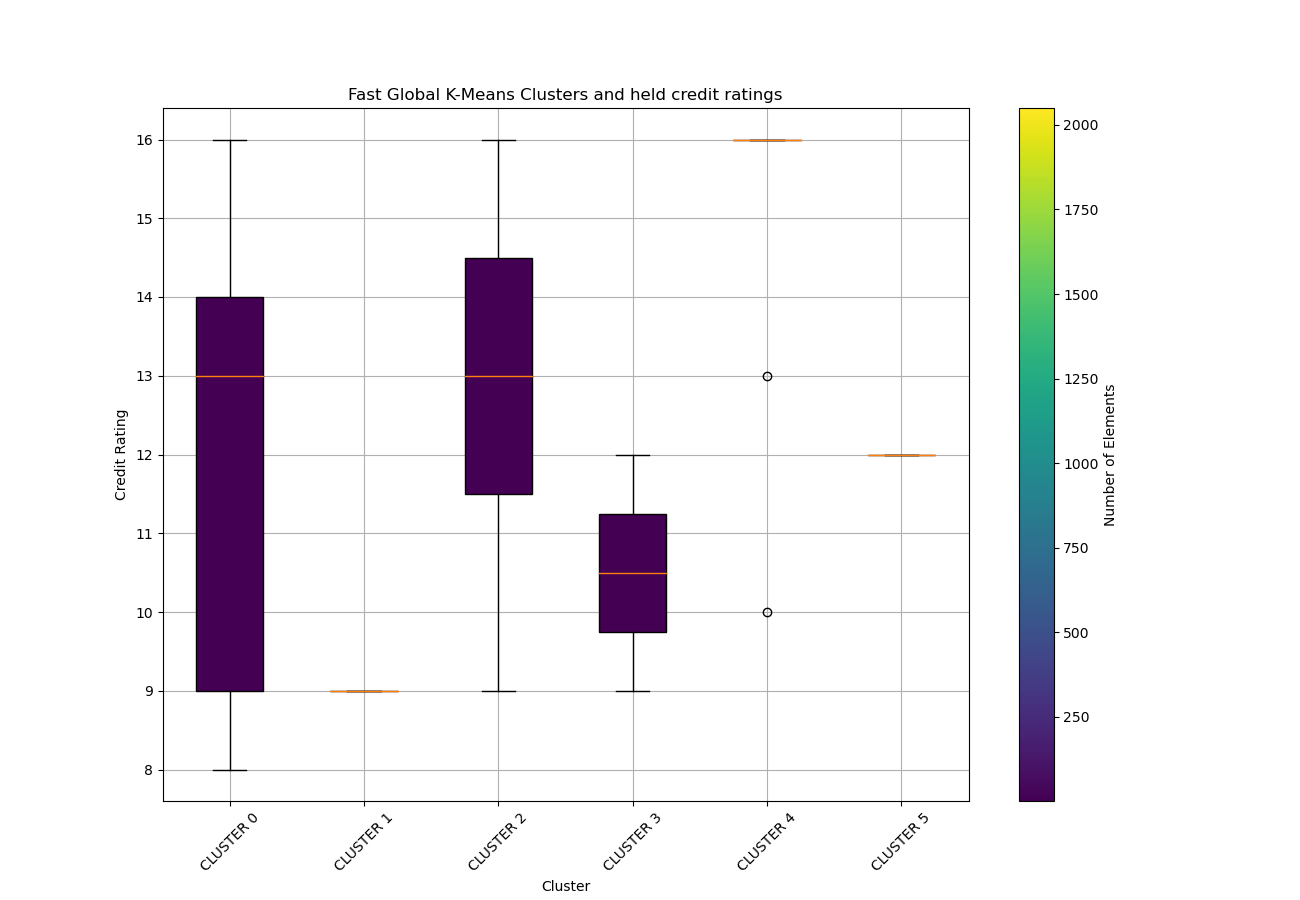 Fast Global K-Means Clusters and held credit ratings
16
15
14
13
12
11
10
9
8
Credit Rating
CLUSTER 0
CLUSTER 1
CLUSTER 2
CLUSTER 3
CLUSTER 4
CLUSTER 5
Cluster
2000
1750
1500
1250
1000
750
500
250
Number of Elements